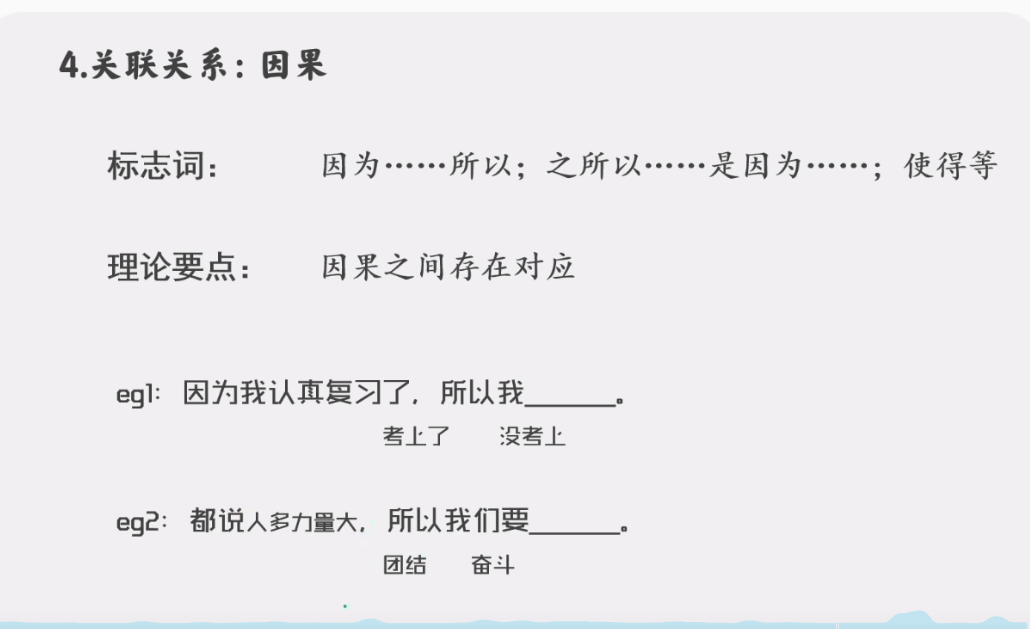 4.关联关系：因果
标志词： 因为……所以；之所以……是因为……；使得等
理论要点： 因果之间存在对应
eg1： 因为我认真复习了，所以我______。
考上了 没考上
eg2： 都说人多力量大，所以我们要______。
团结 奋斗